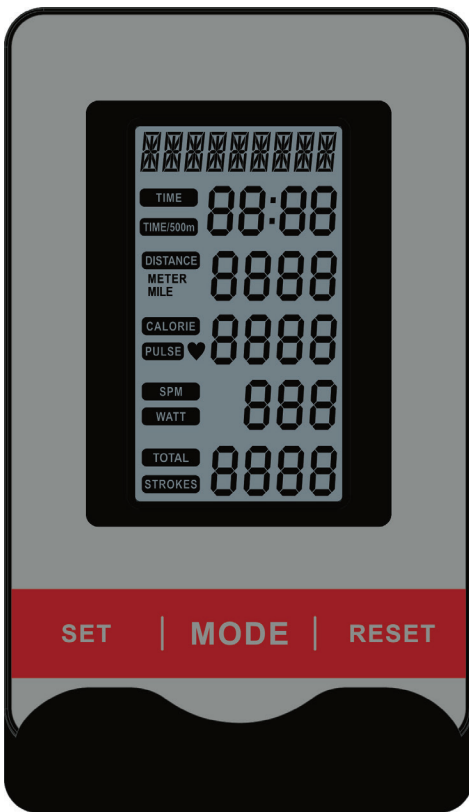 TIME
88:88
TIME/500m
DISTANCE
8888
METER
MILE
CALORIE
8888
PULSE
SPM
888
WATT
TOTAL
8888
STROKES
SET | MODE | RESET